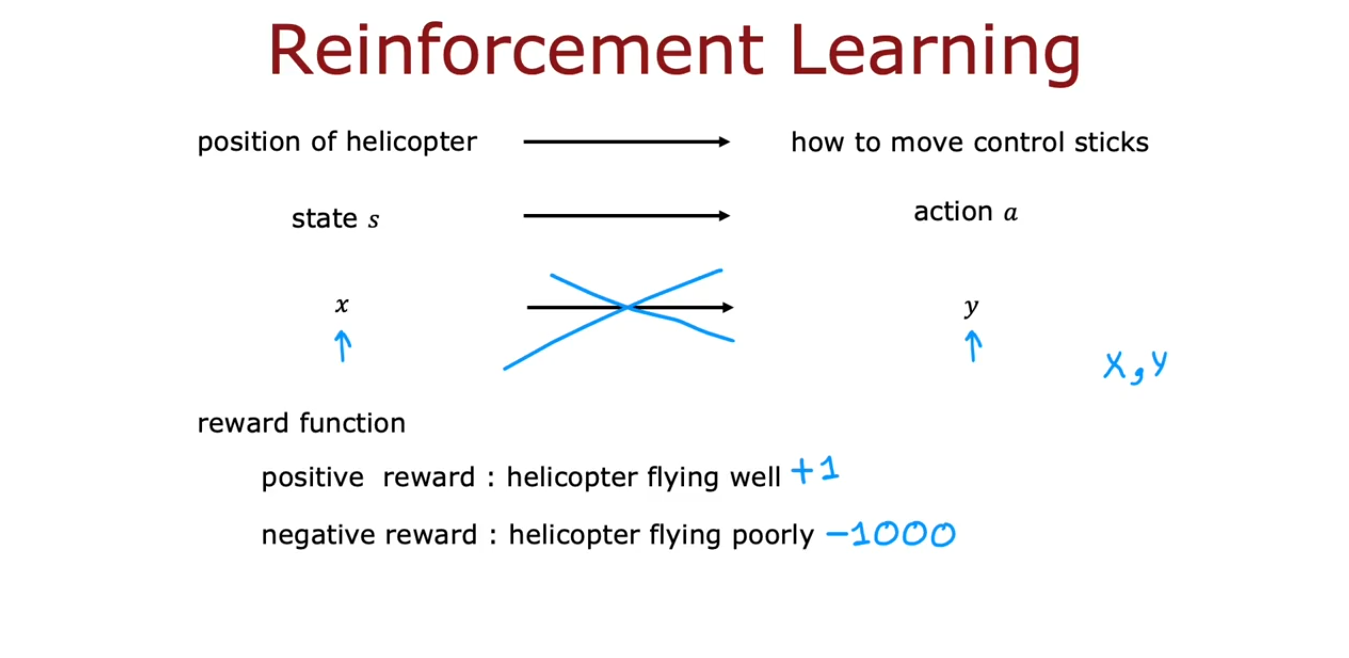 Reinforcement Learning
position of helicopter → how to move control sticks
state s → action a
x → y
↑ ↑
X, Y
reward function
positive reward : helicopter flying well +1
negative reward : helicopter flying poorly -1000